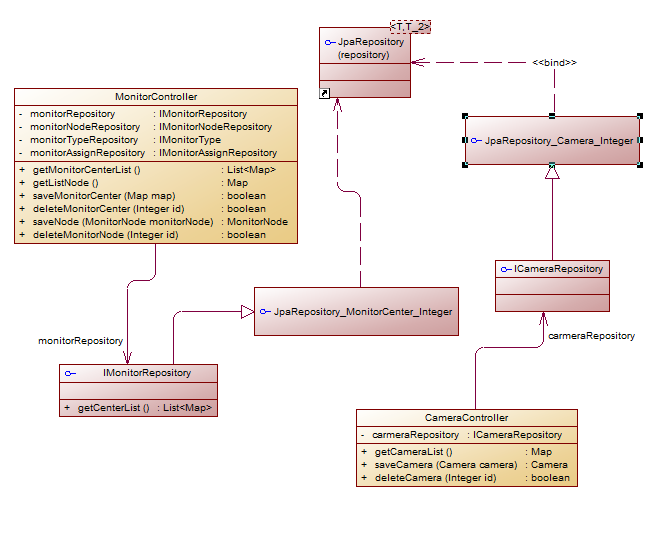 <T,T_2>
JpaRepository
(repository)
<<bind>>
MonitorController
- monitorRepository : IMonitorRepository
- monitorNodeRepository : IMonitorNodeRepository
- monitorTypeRepository : IMonitorType
- monitorAssignRepository : IMonitorAssignRepository
+ getMonitorCenterList () : List<Map>
+ getListNode () : Map
+ saveMonitorCenter (Map map) : boolean
+ deleteMonitorCenter (Integer id) : boolean
+ saveNode (MonitorNode monitorNode) : MonitorNode
+ deleteMonitorNode (Integer id) : boolean
JpaRepository_Camera_Integer
ICameraRepository
JpaRepository_MonitorCenter_Integer
monitorRepository
carmeraRepository
IMonitorRepository
+ getCenterList () : List<Map>
CameraController
- carmeraRepository : ICameraRepository
+ getCameraList () : Map
+ saveCamera (Camera camera) : Camera
+ deleteCamera (Integer id) : boolean